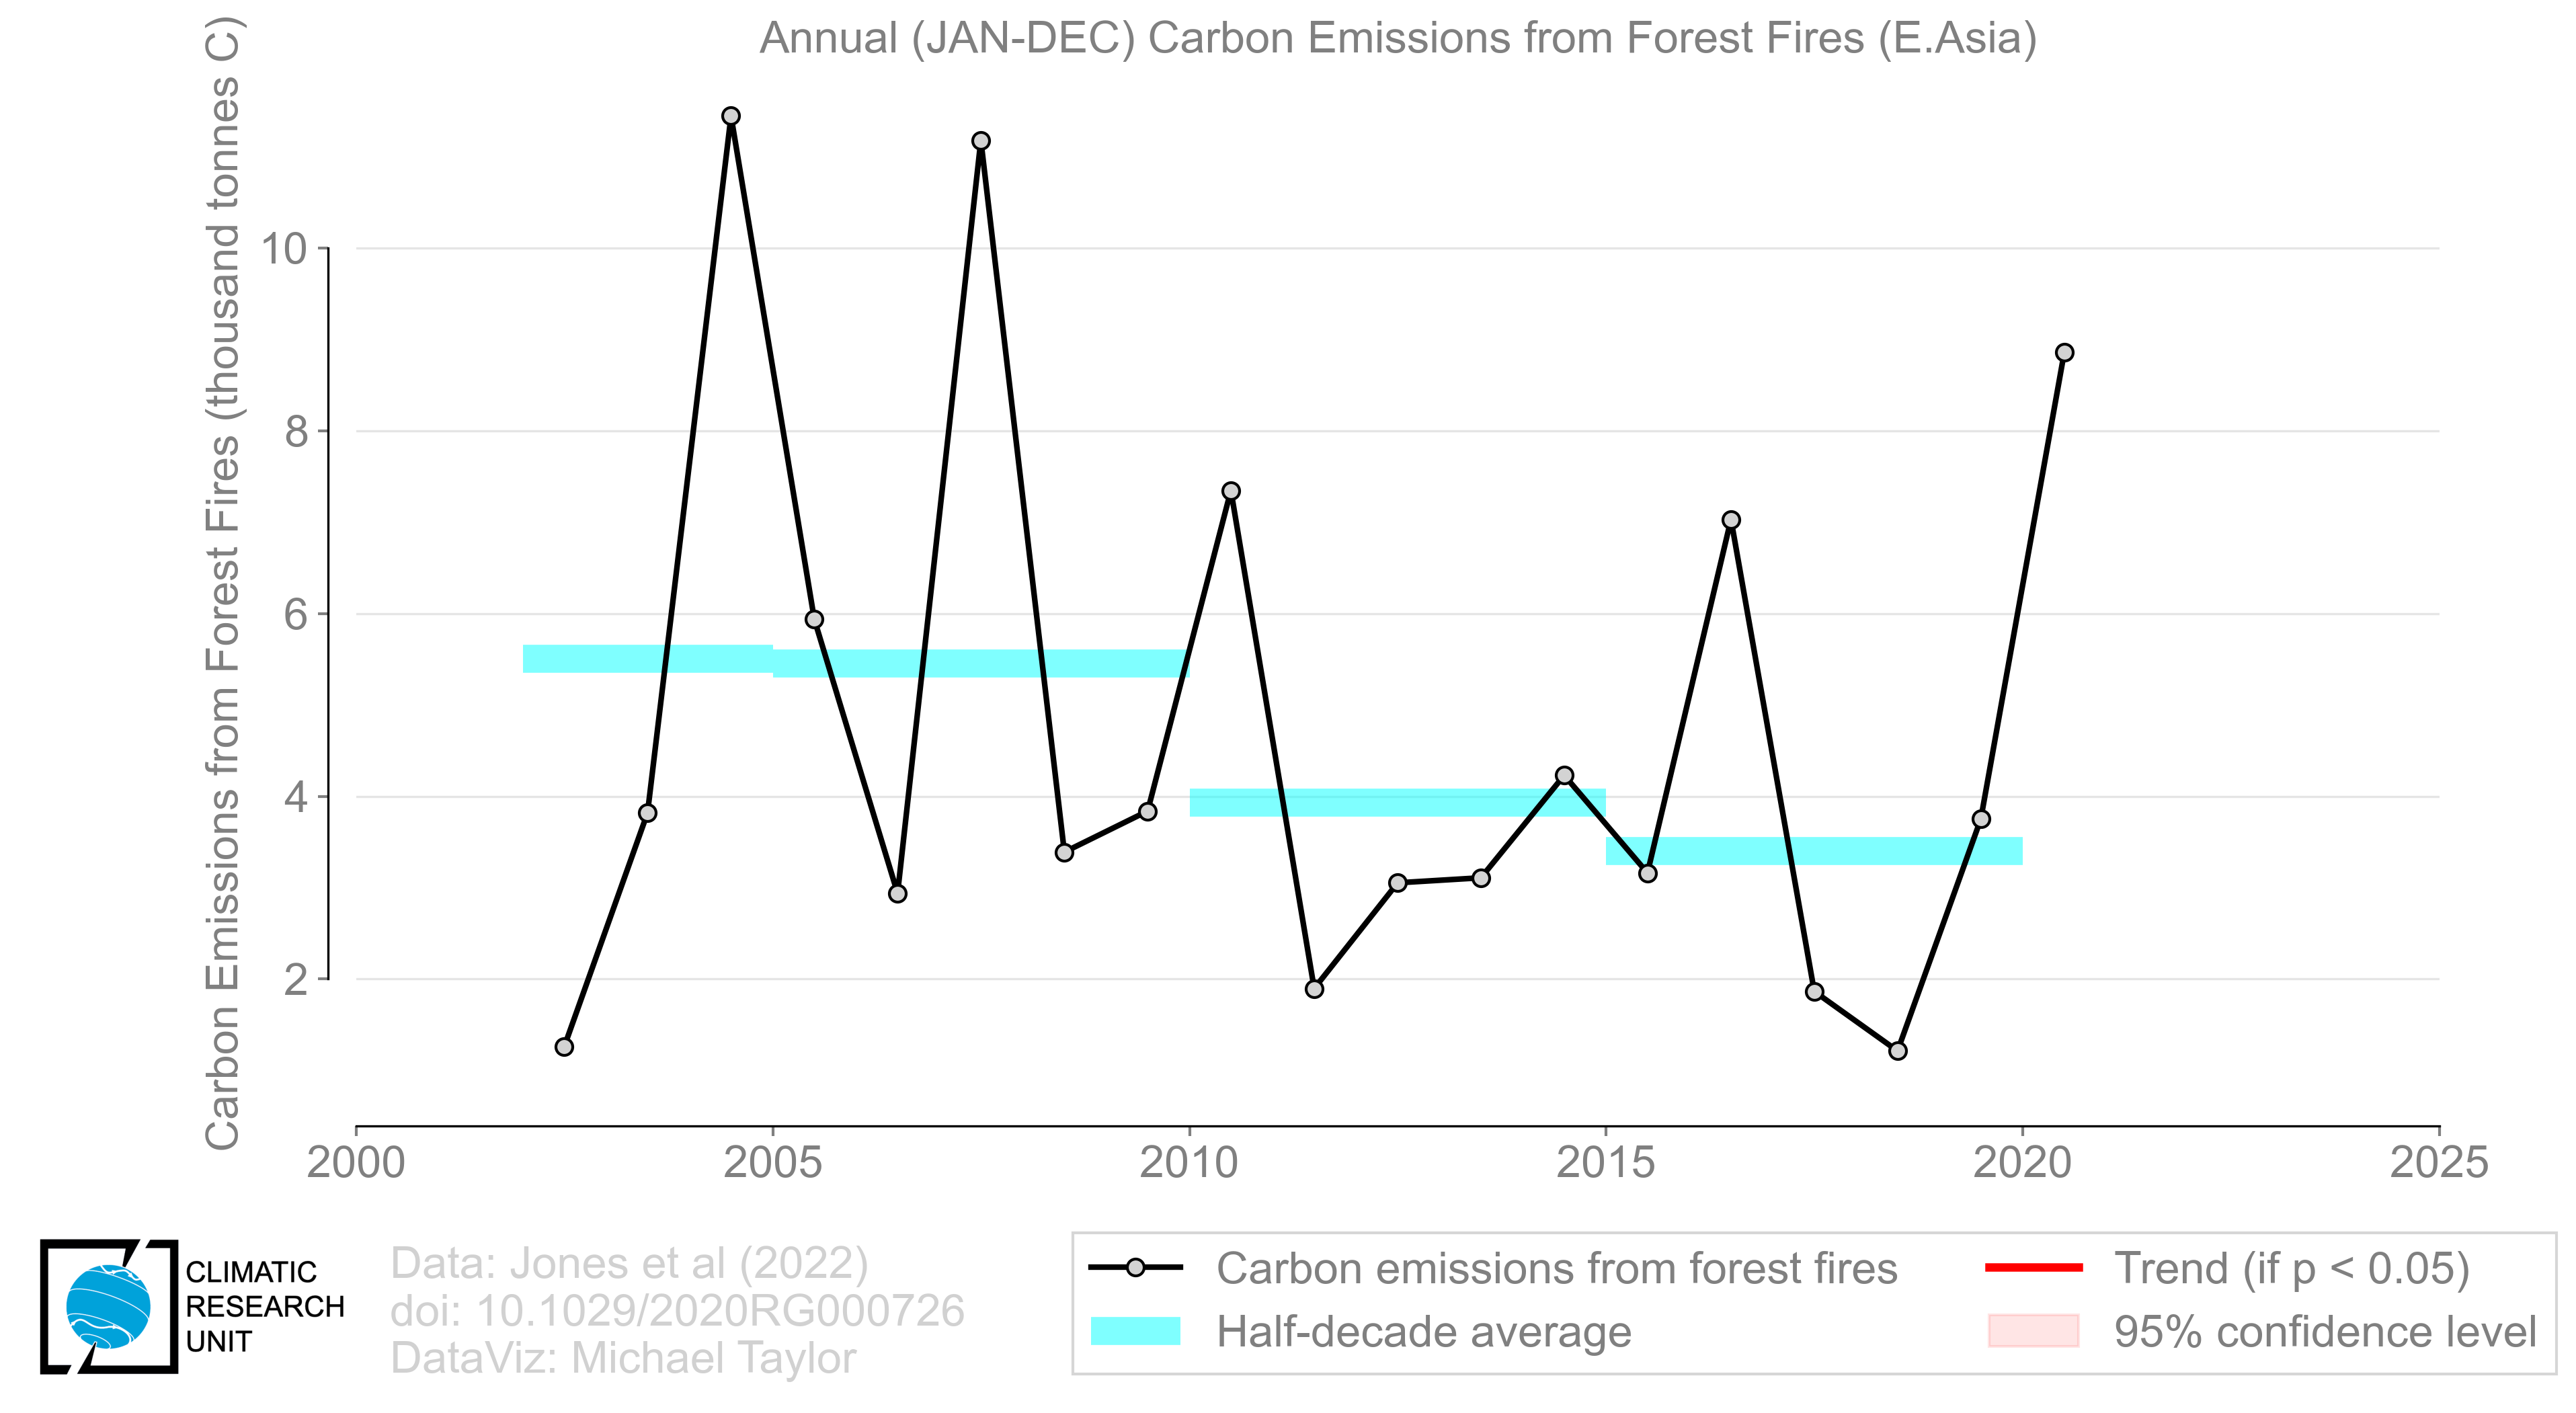 Annual (JAN-DEC) Carbon Emissions from Forest Fires (E.Asia)
Carbon Emissions from Forest Fires (thousand tonnes C)
10
8
6
4
2
2000 2005 2010 2015 2020 2025
CLIMATIC
RESEARCH
UNIT
Data: Jones et al (2022)
doi: 10.1029/2020RG000726
DataViz: Michael Taylor
Carbon emissions from forest fires
Half-decade average
Trend (if p < 0.05)
95% confidence level